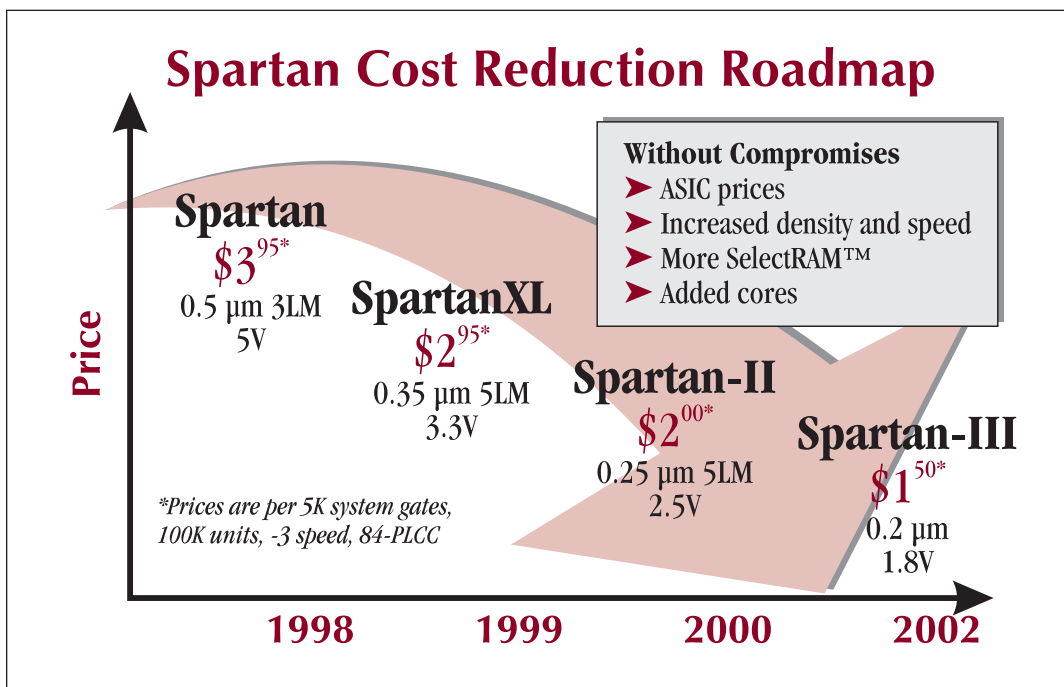 Spartan Cost Reduction Roadmap
Without Compromises
➤ ASIC prices
➤ Increased density and speed
➤ More SelectRAM™
➤ Added cores
Price
Spartan
$3 95*
0.5 µm 3LM
5V
SpartanXL
$2 95*
0.35 µm 5LM
3.3V
Spartan-II
$2 00*
0.25 µm 5LM
2.5V
Spartan-III
$1 50*
0.2 µm
1.8V
*Prices are per 5K system gates,
100K units, -3 speed, 84-PLCC
1998 1999 2000 2002